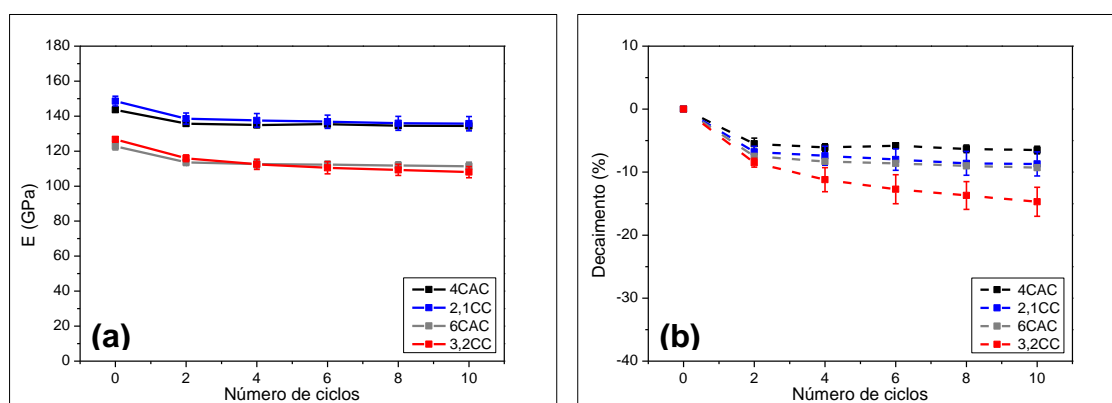 180
160
140
120
100
80
60
40
20
0
E (GPa)
0 2 4 6 8 10
Número de ciclos
4CAC
2,1CC
6CAC
3,2CC
(a)
10
0
-10
-20
-30
-40
Decaimento (%)
0 2 4 6 8 10
Número de ciclos
4CAC
2,1CC
6CAC
3,2CC
(b)